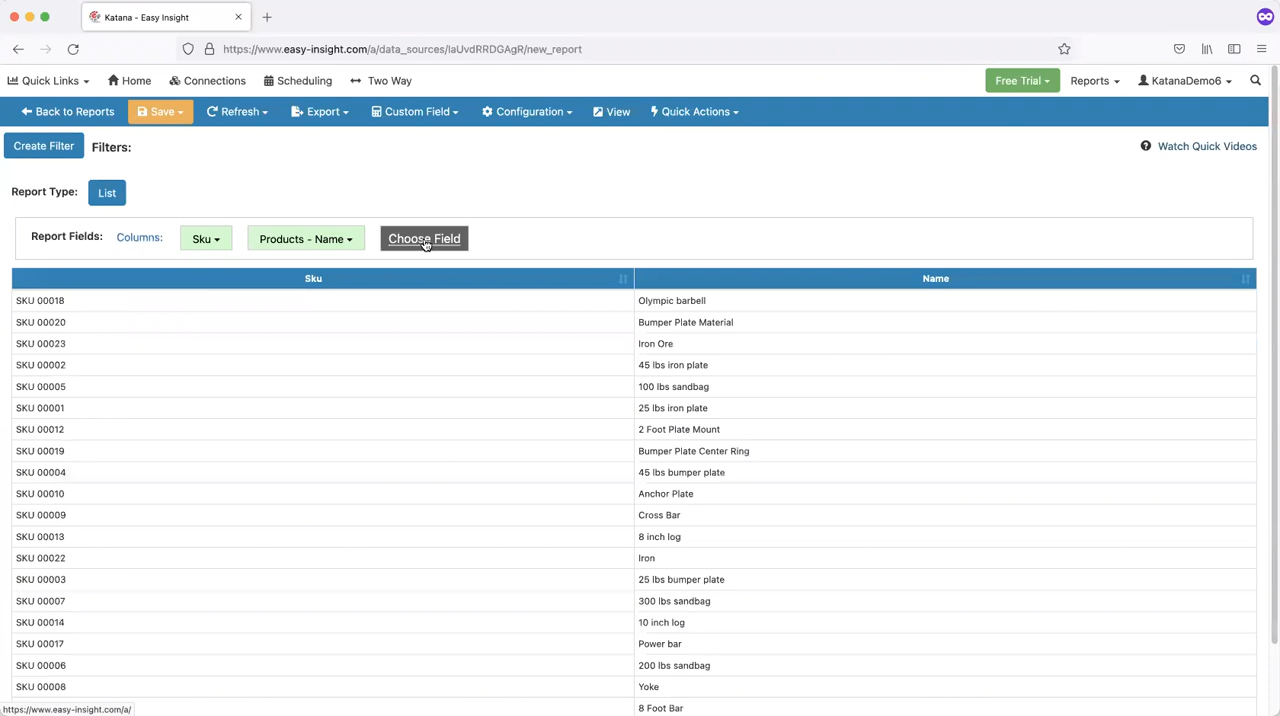 Katana - Easy Insight
https://www.easy-insight.com/a/data_sources/IaUvdRRDGAgR/new_report
Quick Links Home Connections Scheduling Two Way Free Trial Reports KatanaDemo6
Back to Reports Save Refresh Export Custom Field Configuration View Quick Actions
Create Filter Filters: Watch Quick Videos
Report Type: List
Report Fields: Columns: Sku Products - Name Choose Field
Sku Name
SKU 00018 Olympic barbell
SKU 00020 Bumper Plate Material
SKU 00023 Iron Ore
SKU 00002 45 lbs iron plate
SKU 00005 100 lbs sandbag
SKU 00001 25 lbs iron plate
SKU 00012 2 Foot Plate Mount
SKU 00019 Bumper Plate Center Ring
SKU 00004 45 lbs bumper plate
SKU 00010 Anchor Plate
SKU 00009 Cross Bar
SKU 00013 8 inch log
SKU 00022 Iron
SKU 00003 25 lbs bumper plate
SKU 00007 300 lbs sandbag
SKU 00014 10 inch log
SKU 00017 Power bar
SKU 00006 200 lbs sandbag
SKU 00008 Yoke
8 Foot Bar
https://www.easy-insight.com/a/